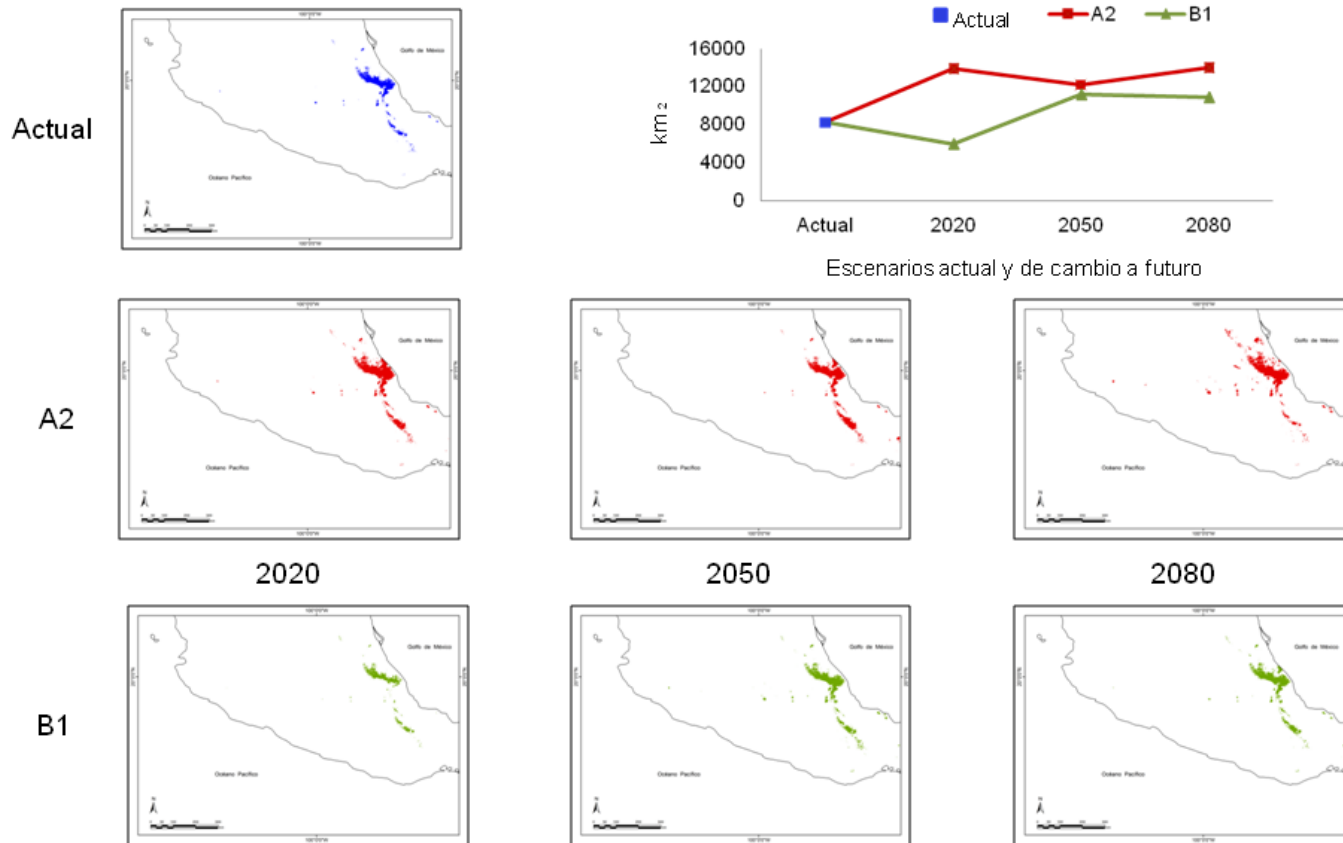 Actual
Golfo de México
Océano Pacífico
N
Actual A2 B1
16000
12000
8000
4000
0
km 2
Actual 2020 2050 2080
Escenarios actual y de cambio a futuro
A2
Golfo de México
Océano Pacífico
N
Golfo de México
Océano Pacífico
N
Golfo de México
Océano Pacífico
N
2020 2050 2080
B1
Golfo de México
Océano Pacífico
N
Golfo de México
Océano Pacífico
N
Golfo de México
Océano Pacífico
N